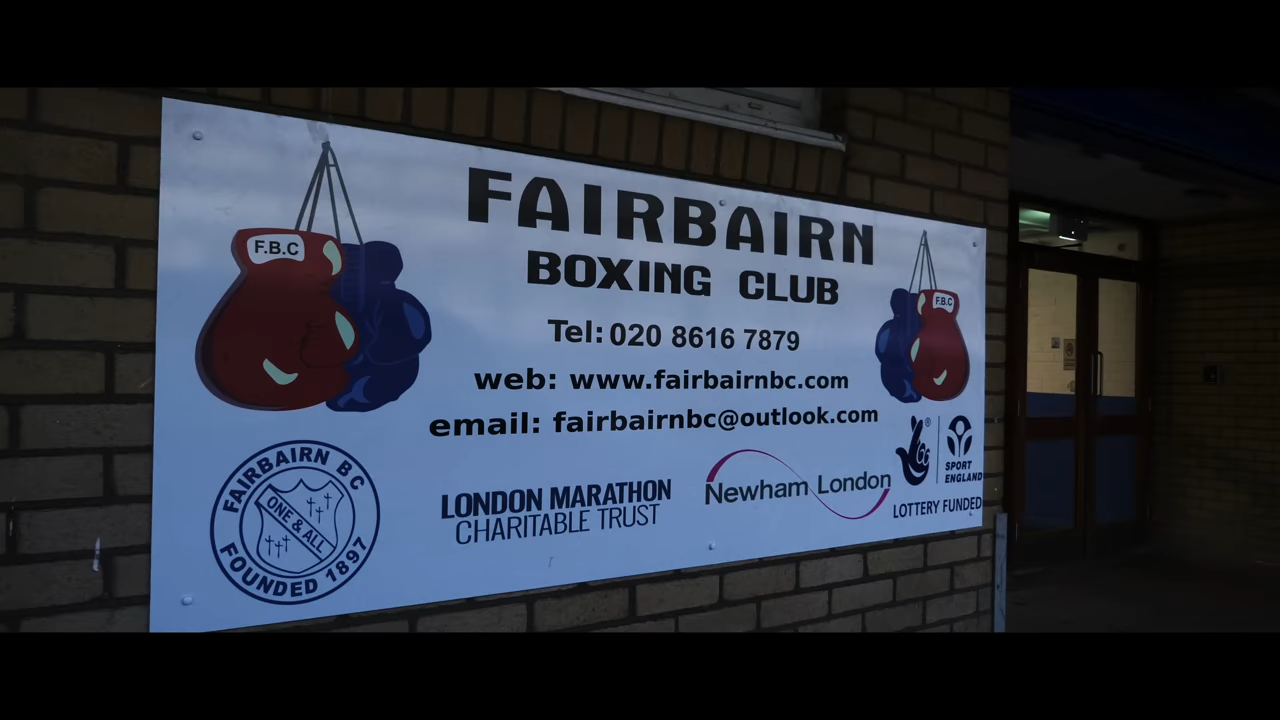 F.B.C
FAIRBAIRN
BOXING CLUB
F.B.C
Tel: 020 8616 7879
web: www.fairbairnbc.com
email: fairbairnbc@outlook.com
FAIRBAIRN BC
ONE & ALL
FOUNDED 1897
LONDON MARATHON
CHARITABLE TRUST
Newham London
®
SPORT
ENGLAND
LOTTERY FUNDED